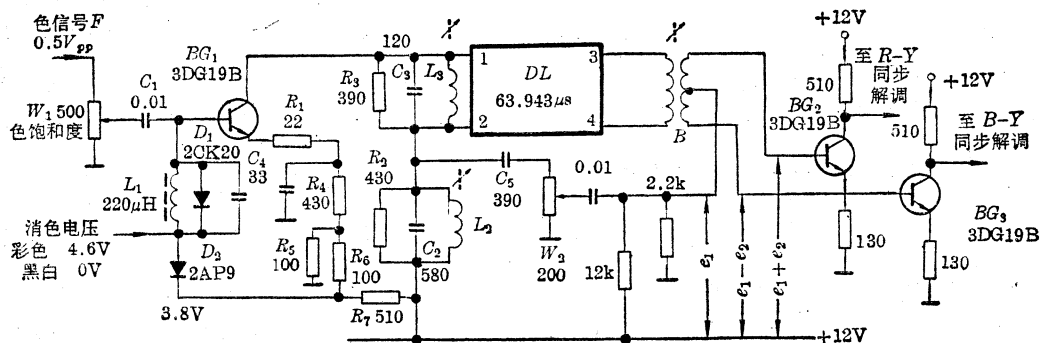 色信号F
0.5Vpp
W₁ 500
色饱和度
C₁
0.01
BG₁
3DG19B
D₁
2CK20
L₁
220μH
C₄
33
R₁
22
R₄
430
R₅
100
R₆
100
R₇ 510
消色电压
彩色 4.6V
黑白 0V
D₂
2AP9
3.8V
120
R₃
390
C₃
L₃
R₂
430
C₂
580
L₂
1
2
DL
63.943μs
3
4
C₅
390
W₂
200
0.01
12k
2.2k
B
e₁
e₁-e₂
e₁+e₂
+12V
510
BG₂
3DG19B
130
至 R-Y
同步
解调
+12V
510
至 B-Y
同步解调
BG₃
3DG19B
130
+12V